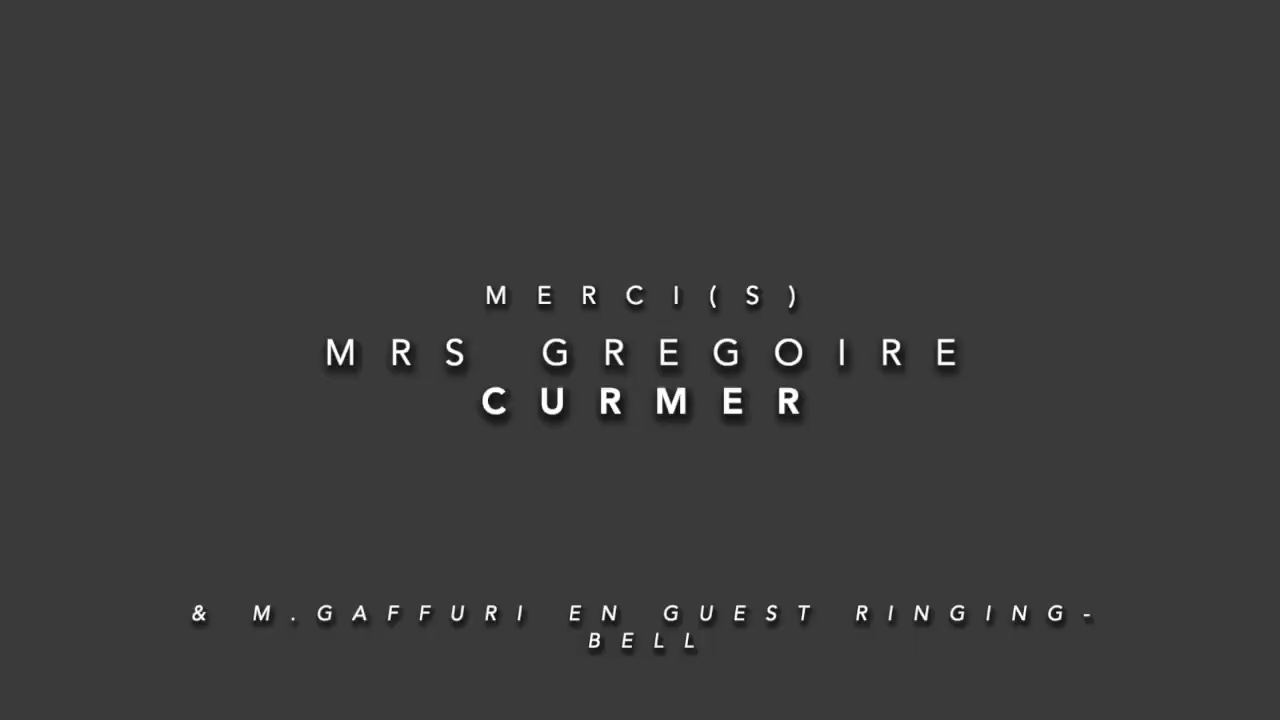 MERCI(S)
MRS GREGOIRE
CURMER
& M.GAFFURI EN GUEST RINGING-
BELL